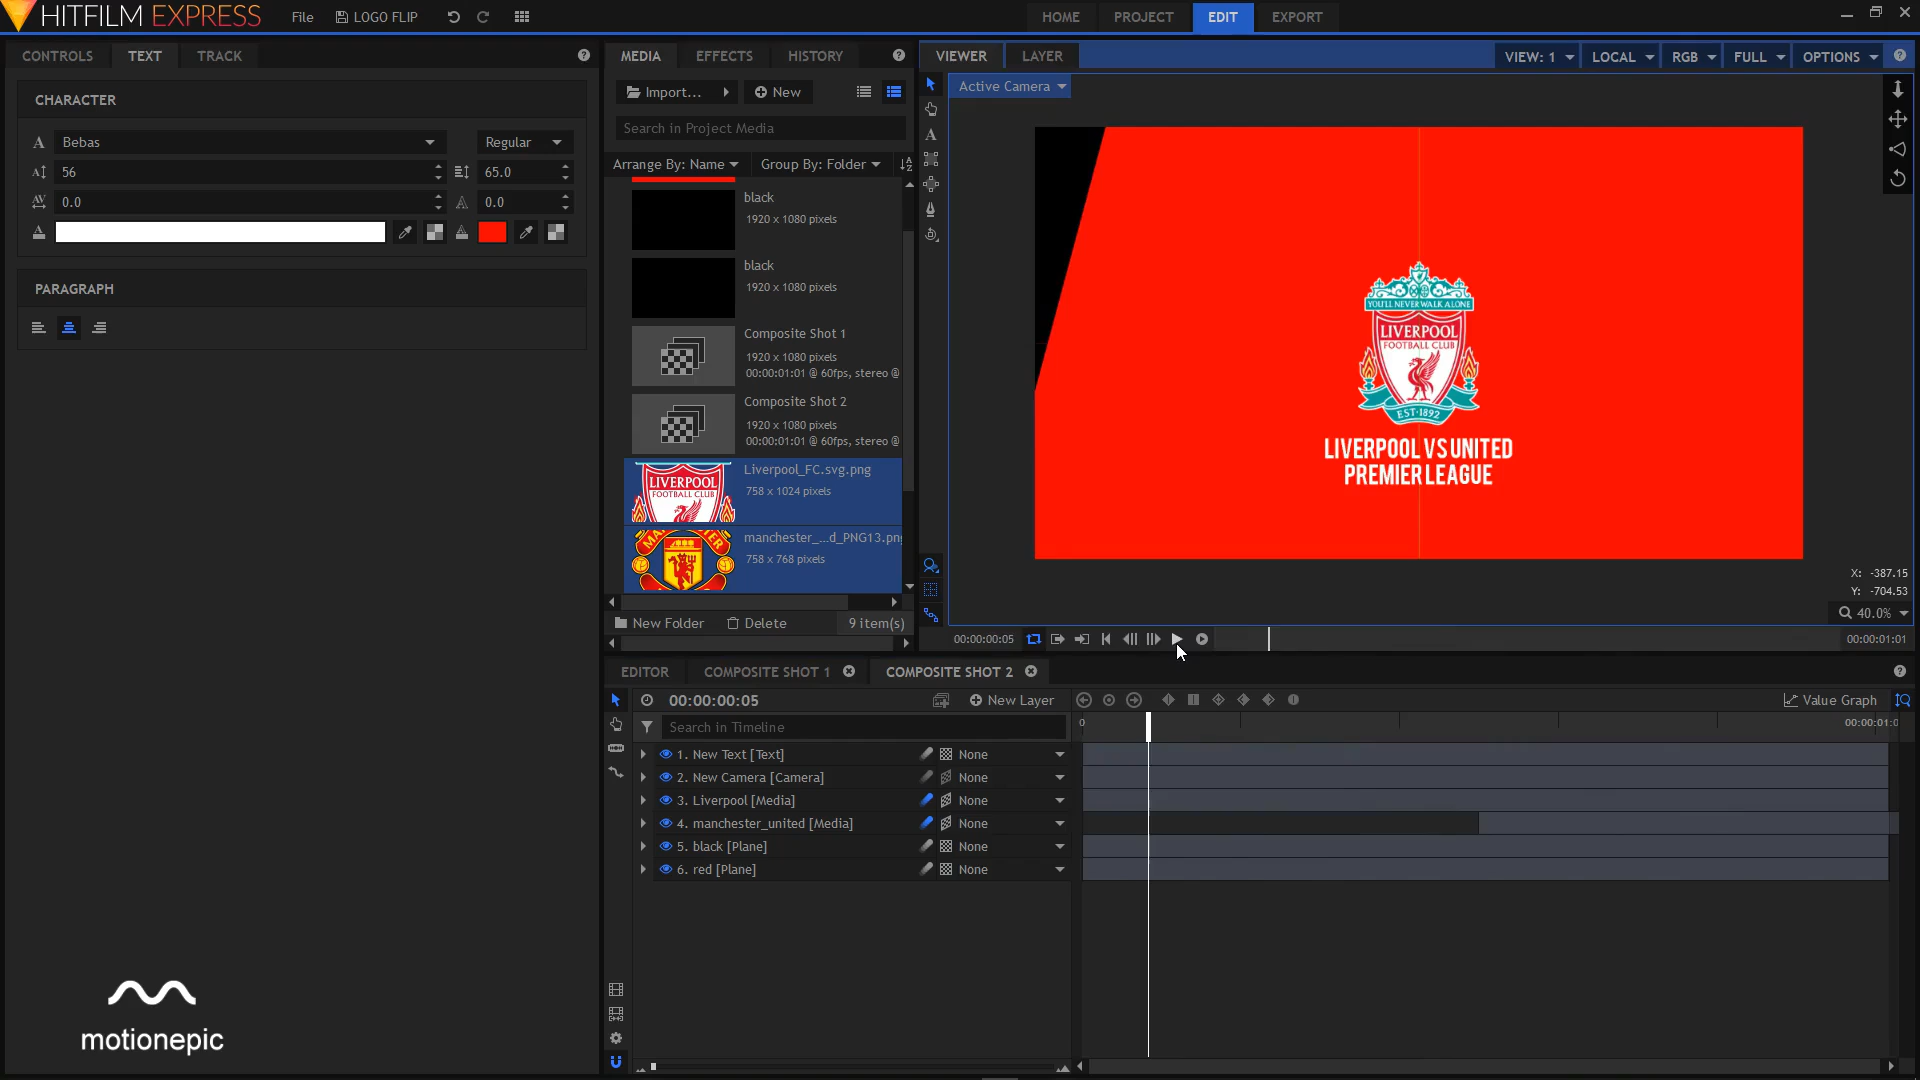 HITFILM EXPRESS
File
LOGO FLIP
HOME
PROJECT
EDIT
EXPORT
CONTROLS
TEXT
TRACK
CHARACTER
Bebas
Regular
56
65.0
0.0
0.0
PARAGRAPH
motionepic
MEDIA
EFFECTS
HISTORY
Import...
New
Search in Project Media
Arrange By: Name
Group By: Folder
black
1920 x 1080 pixels
black
1920 x 1080 pixels
Composite Shot 1
1920 x 1080 pixels
00:00:01:01 @ 60fps, stereo @
Composite Shot 2
1920 x 1080 pixels
00:00:01:01 @ 60fps, stereo @
LIVERPOOL
FOOTBALL CLUB
Liverpool_FC.svg.png
758 x 1024 pixels
manchester_...d_PNG13.png
758 x 768 pixels
New Folder
Delete
9 item(s)
VIEWER
LAYER
VIEW: 1
LOCAL
RGB
FULL
OPTIONS
Active Camera
YOU'LL NEVER WALK ALONE
LIVERPOOL
FOOTBALL CLUB
EST·1892
LIVERPOOL VS UNITED
PREMIER LEAGUE
X: -387.15
Y: -704.53
40.0%
00:00:00:05
00:00:01:01
EDITOR
COMPOSITE SHOT 1
COMPOSITE SHOT 2
00:00:00:05
New Layer
Value Graph
Search in Timeline
0
00:00:01:0
1. New Text [Text]
None
2. New Camera [Camera]
None
3. Liverpool [Media]
None
4. manchester_united [Media]
None
5. black [Plane]
None
6. red [Plane]
None